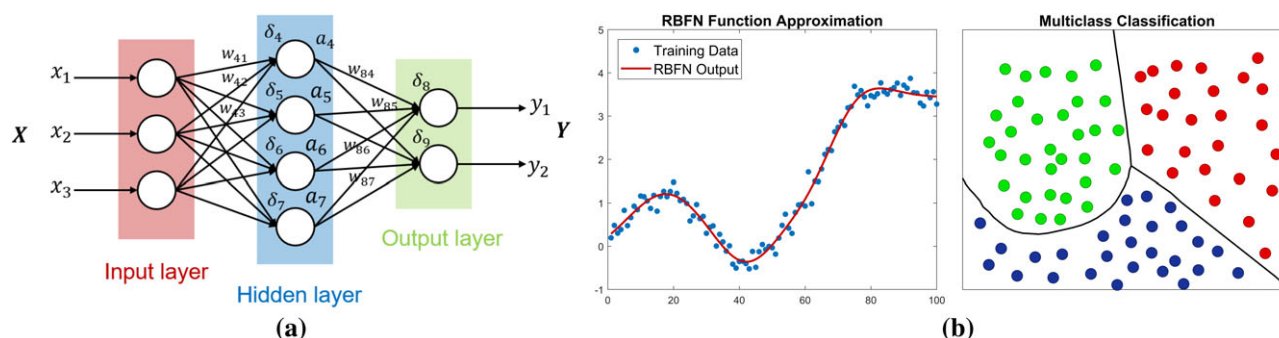 X
x₁
x₂
x₃
w₄₁
w₄₂
w₄₃
Input layer
δ₄
δ₅
δ₆
δ₇
a₄
a₅
a₆
a₇
Hidden layer
w₈₄
w₈₅
w₈₆
w₈₇
δ₈
δ₉
Output layer
y₁
y₂
Y
(a)
RBFN Function Approximation
Training Data
RBFN Output
5
4
3
2
1
0
-1
0
20
40
60
80
100
Multiclass Classification
(b)